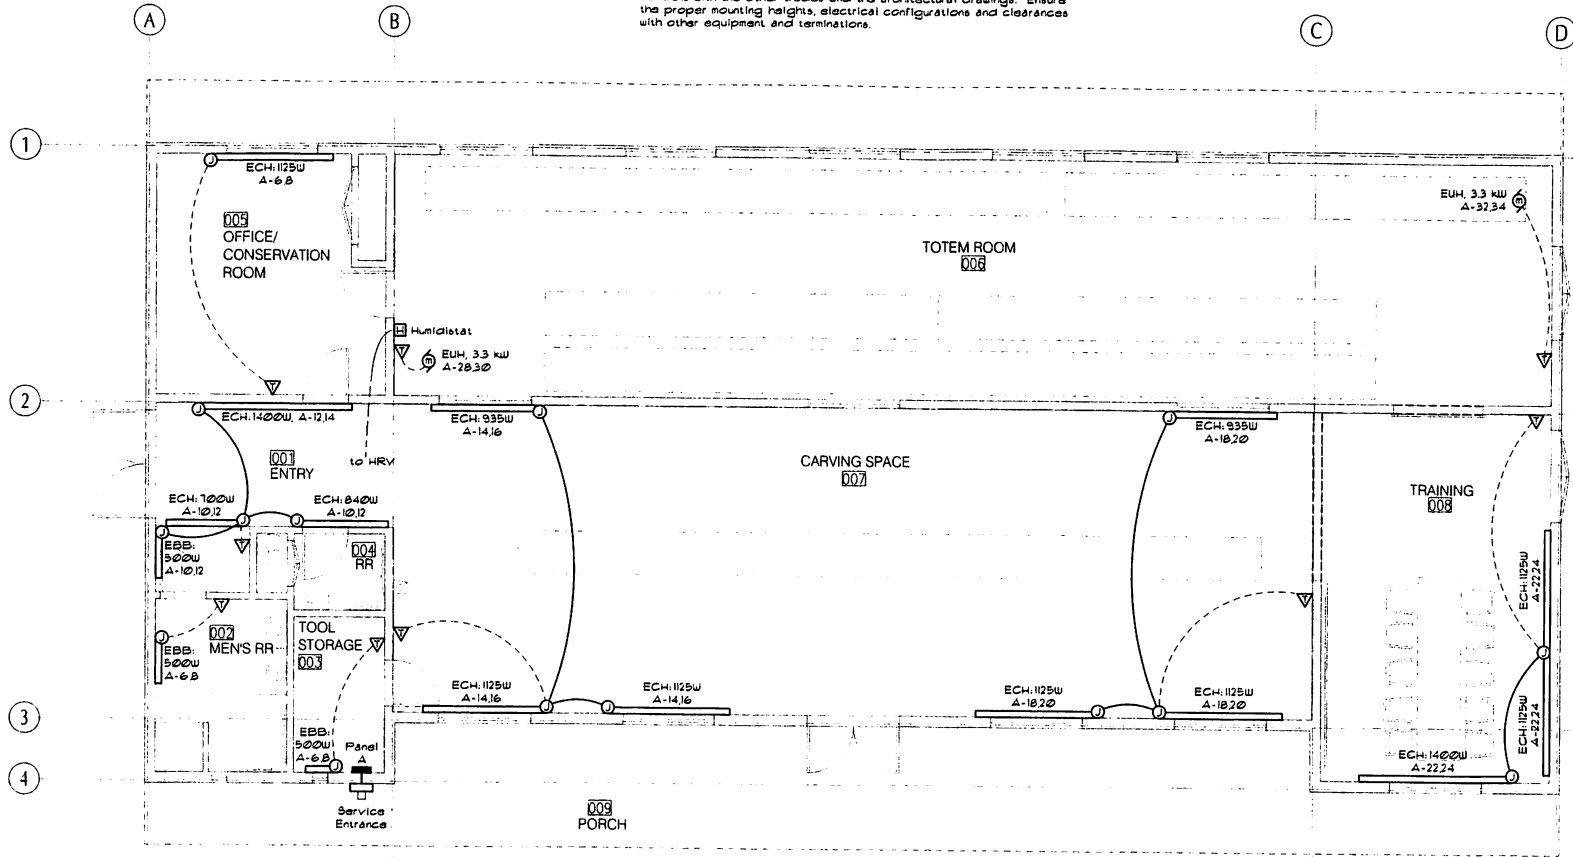 the proper mounting heights, electrical configurations and clearances
with other equipment and terminations.
A
B
C
D
1
2
3
4
ECH: 1125W
A-6,8
005
OFFICE/
CONSERVATION
ROOM
TOTEM ROOM
006
EUH, 3.3 kW
A-32,34
m
H Humidistat
EUH, 3.3 kW
A-28,30
m
ECH: 1400W, A-12,14
ECH: 935W
A-14,16
ECH: 935W
A-18,20
001
ENTRY
to HRV
CARVING SPACE
007
TRAINING
008
ECH: 700W
A-10,12
ECH: 840W
A-10,12
EBB:
500W
A-10,12
004
RR
002
MEN'S RR
TOOL
STORAGE
003
EBB:
500W
A-6,8
ECH: 1125W
A-14,16
ECH: 1125W
A-14,16
ECH: 1125W
A-18,20
ECH: 1125W
A-18,20
ECH: 1125W
A-22,24
ECH: 1125W
A-22,24
ECH: 1400W
A-22,24
EBB:
500W
A-6,8
Panel
A
Service
Entrance
009
PORCH